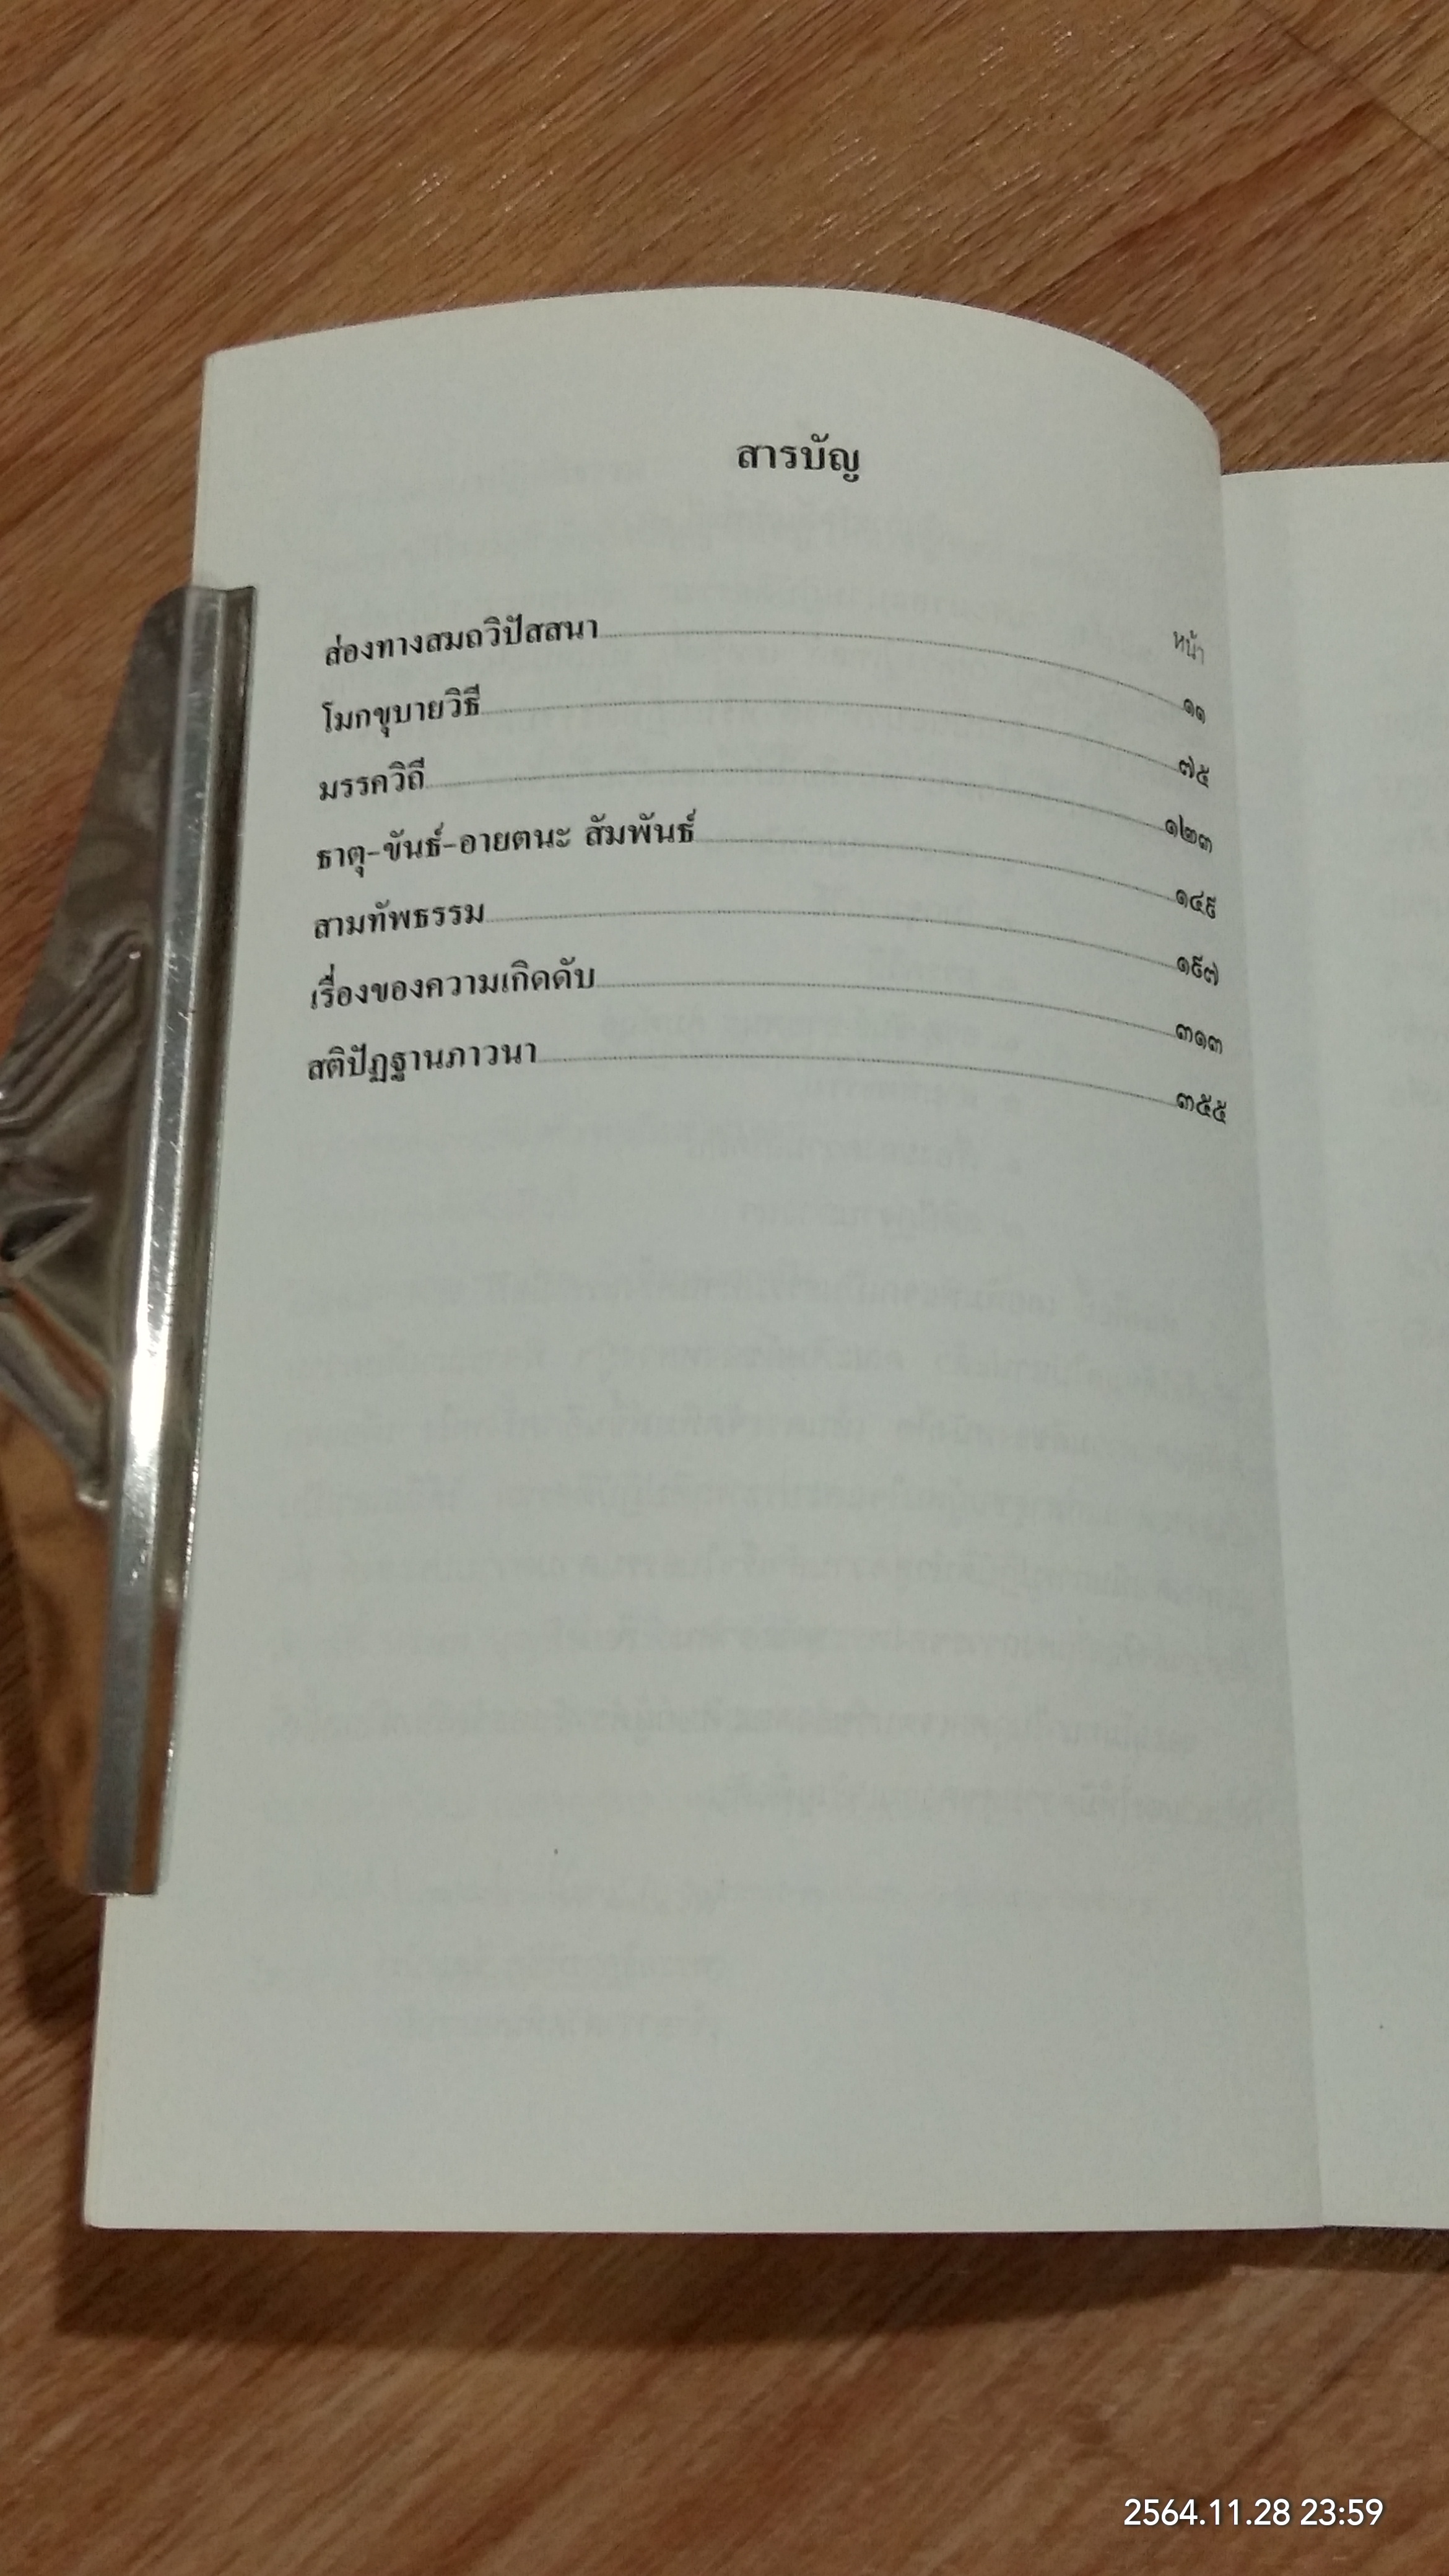 สารบัญ
หน้า
ส่องทางสมถวิปัสสนา ๑๑
โมกขุบายวิธี ๗๕
มรรควิถี ๑๒๓
ธาตุ-ขันธ์-อายตนะ สัมพันธ์ ๑๔๙
สามทัพธรรม ๑๙๗
เรื่องของความเกิดดับ ๓๑๓
สติปัฏฐานภาวนา ๓๕๕
2564.11.28 23:59